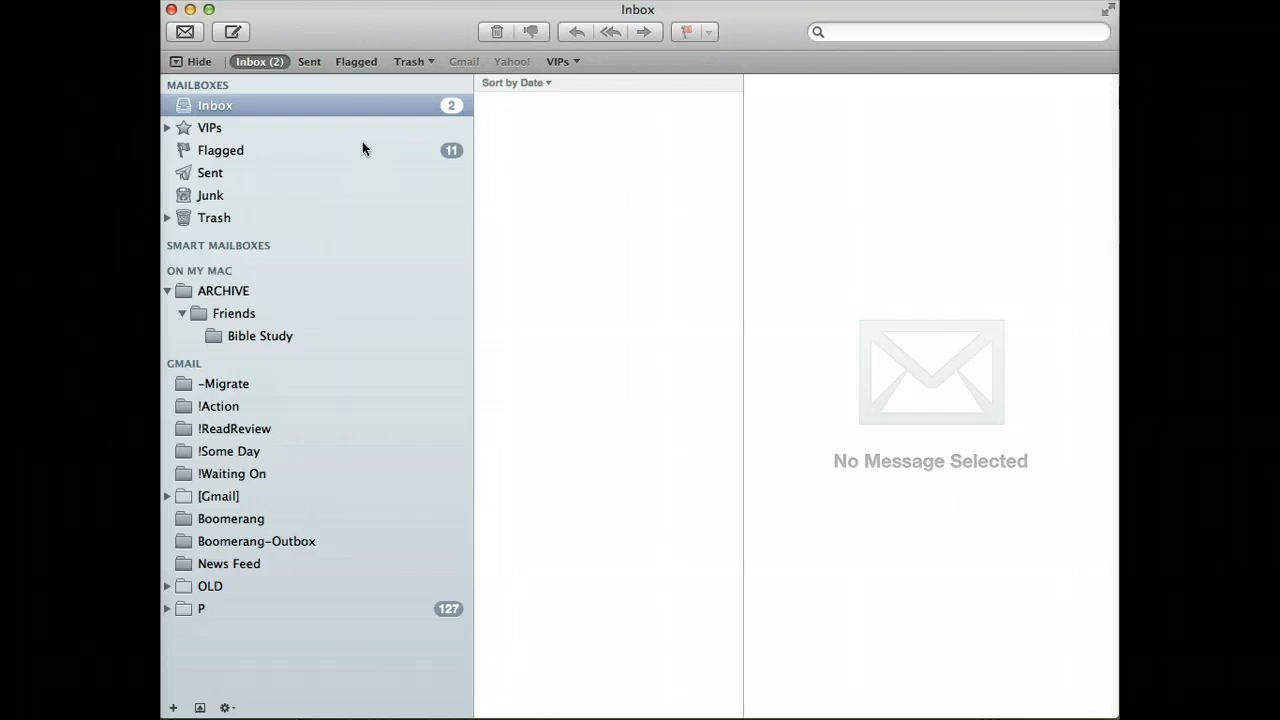 Inbox
Hide Inbox (2) Sent Flagged Trash Gmail Yahoo! VIPs
MAILBOXES
Inbox 2
VIPs
Flagged 11
Sent
Junk
Trash
SMART MAILBOXES
ON MY MAC
ARCHIVE
Friends
Bible Study
GMAIL
-Migrate
!Action
!ReadReview
!Some Day
!Waiting On
[Gmail]
Boomerang
Boomerang-Outbox
News Feed
OLD
P 127
Sort by Date
No Message Selected